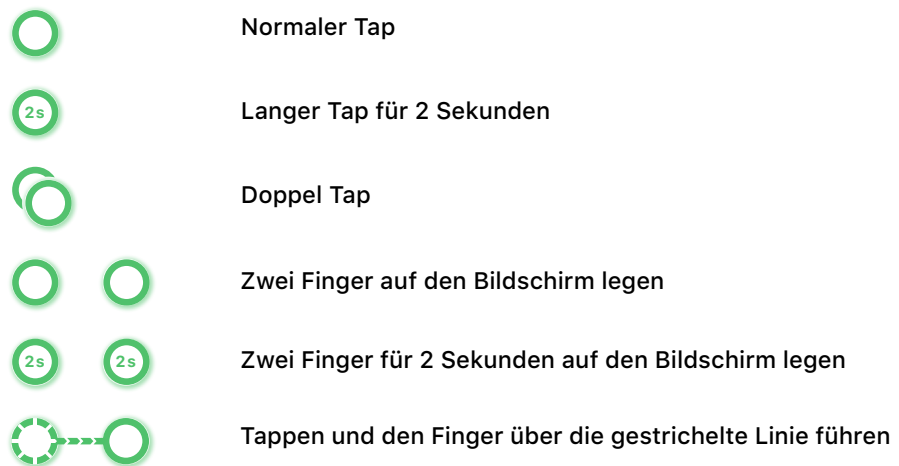 Normaler Tap
2s Langer Tap für 2 Sekunden
Doppel Tap
Zwei Finger auf den Bildschirm legen
2s 2s Zwei Finger für 2 Sekunden auf den Bildschirm legen
Tappen und den Finger über die gestrichelte Linie führen